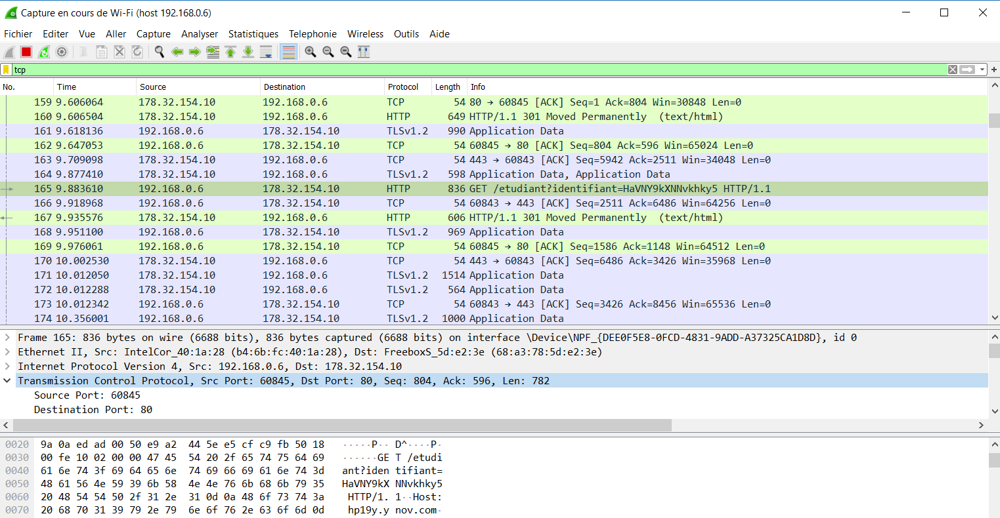 Capture en cours de Wi-Fi (host 192.168.0.6)
Fichier Editer Vue Aller Capture Analyser Statistiques Telephonie Wireless Outils Aide
tcp
No. Time Source Destination Protocol Length Info
159 9.606064 178.32.154.10 192.168.0.6 TCP 54 80 → 60845 [ACK] Seq=1 Ack=804 Win=30848 Len=0
160 9.606504 178.32.154.10 192.168.0.6 HTTP 649 HTTP/1.1 301 Moved Permanently (text/html)
161 9.618136 192.168.0.6 178.32.154.10 TLSv1.2 990 Application Data
162 9.647053 192.168.0.6 178.32.154.10 TCP 54 60845 → 80 [ACK] Seq=804 Ack=596 Win=65024 Len=0
163 9.709098 178.32.154.10 192.168.0.6 TCP 54 443 → 60843 [ACK] Seq=5942 Ack=2511 Win=34048 Len=0
164 9.877410 178.32.154.10 192.168.0.6 TLSv1.2 598 Application Data, Application Data
165 9.883610 192.168.0.6 178.32.154.10 HTTP 836 GET /etudiant?identifiant=HaVNY9kXNNvkhky5 HTTP/1.1
166 9.918968 192.168.0.6 178.32.154.10 TCP 54 60843 → 443 [ACK] Seq=2511 Ack=6486 Win=64256 Len=0
167 9.935576 178.32.154.10 192.168.0.6 HTTP 606 HTTP/1.1 301 Moved Permanently (text/html)
168 9.951100 192.168.0.6 178.32.154.10 TLSv1.2 969 Application Data
169 9.976061 192.168.0.6 178.32.154.10 TCP 54 60845 → 80 [ACK] Seq=1586 Ack=1148 Win=64512 Len=0
170 10.002530 178.32.154.10 192.168.0.6 TCP 54 443 → 60843 [ACK] Seq=6486 Ack=3426 Win=35968 Len=0
171 10.012050 178.32.154.10 192.168.0.6 TLSv1.2 1514 Application Data
172 10.012288 178.32.154.10 192.168.0.6 TLSv1.2 564 Application Data
173 10.012342 192.168.0.6 178.32.154.10 TCP 54 60843 → 443 [ACK] Seq=3426 Ack=8456 Win=65536 Len=0
174 10.356001 192.168.0.6 178.32.154.10 TLSv1.2 1000 Application Data
Frame 165: 836 bytes on wire (6688 bits), 836 bytes captured (6688 bits) on interface \Device\NPF_{DEE0F5E8-0FCD-4831-9ADD-A37325CA1D8D}, id 0
Ethernet II, Src: IntelCor_40:1a:28 (b4:6b:fc:40:1a:28), Dst: FreeboxS_5d:e2:3e (68:a3:78:5d:e2:3e)
Internet Protocol Version 4, Src: 192.168.0.6, Dst: 178.32.154.10
Transmission Control Protocol, Src Port: 60845, Dst Port: 80, Seq: 804, Ack: 596, Len: 782
Source Port: 60845
Destination Port: 80
0020 9a 0a ed ad 00 50 e9 a2 44 5e e5 cf c9 fb 50 18 ·····P·· D^····P·
0030 00 fe 10 02 00 00 47 45 54 20 2f 65 74 75 64 69 ······GE T /etudi
0040 61 6e 74 3f 69 64 65 6e 74 69 66 69 61 6e 74 3d ant?iden tifiant=
0050 48 61 56 4e 59 39 6b 58 4e 4e 76 6b 68 6b 79 35 HaVNY9kX NNvkhky5
0060 20 48 54 54 50 2f 31 2e 31 0d 0a 48 6f 73 74 3a HTTP/1. 1··Host:
0070 20 68 70 31 39 79 2e 79 6e 6f 76 2e 63 6f 6d 0d hp19y.y nov.com·